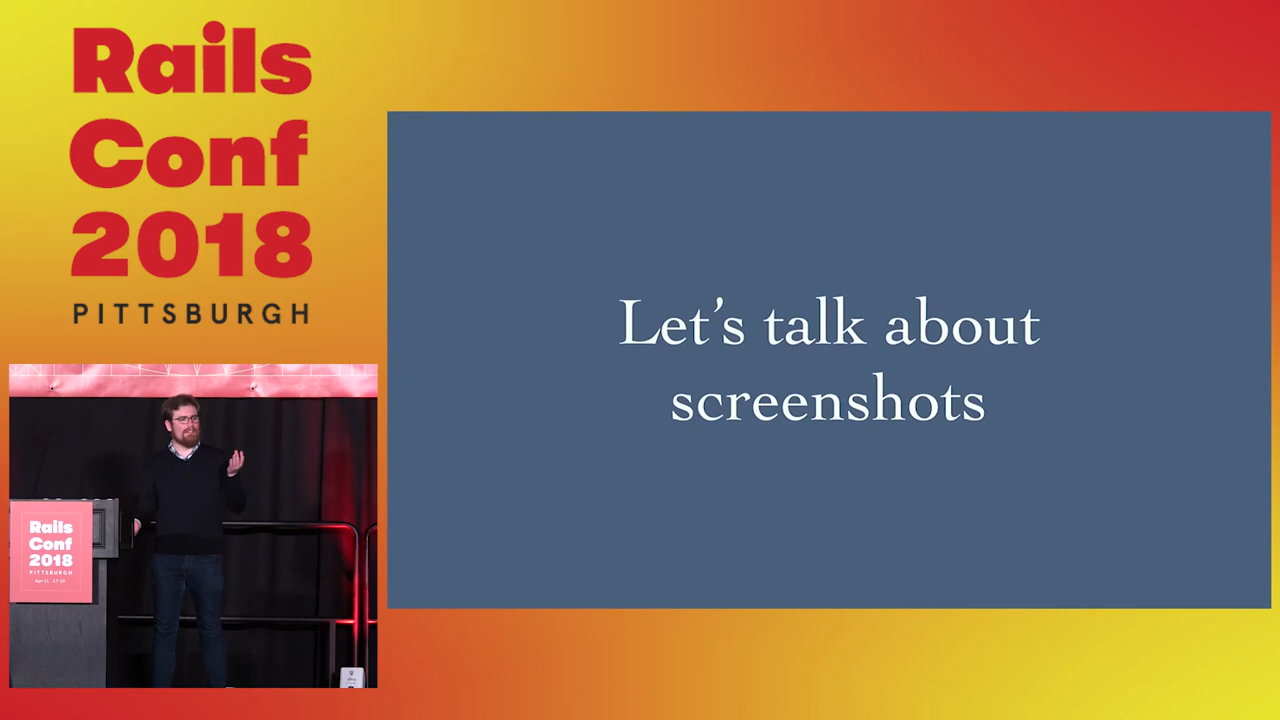 Rails
Conf
2018
PITTSBURGH
Let's talk about
screenshots
Rails
Conf
2018
PITTSBURGH